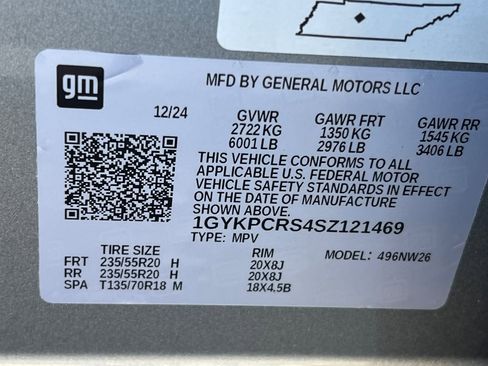 gm
MFD BY GENERAL MOTORS LLC
12/24
GVWR GAWR FRT GAWR RR
2722 KG 1350 KG 1545 KG
6001 LB 2976 LB 3406 LB
THIS VEHICLE CONFORMS TO ALL
APPLICABLE U.S. FEDERAL MOTOR
VEHICLE SAFETY STANDARDS IN EFFECT
ON THE DATE OF MANUFACTURE
SHOWN ABOVE.
1GYKPCRS4SZ121469
TYPE: MPV
MODEL: 496NW26
TIRE SIZE RIM
FRT 235/55R20 H 20X8J
RR 235/55R20 H 20X8J
SPA T135/70R18 M 18X4.5B